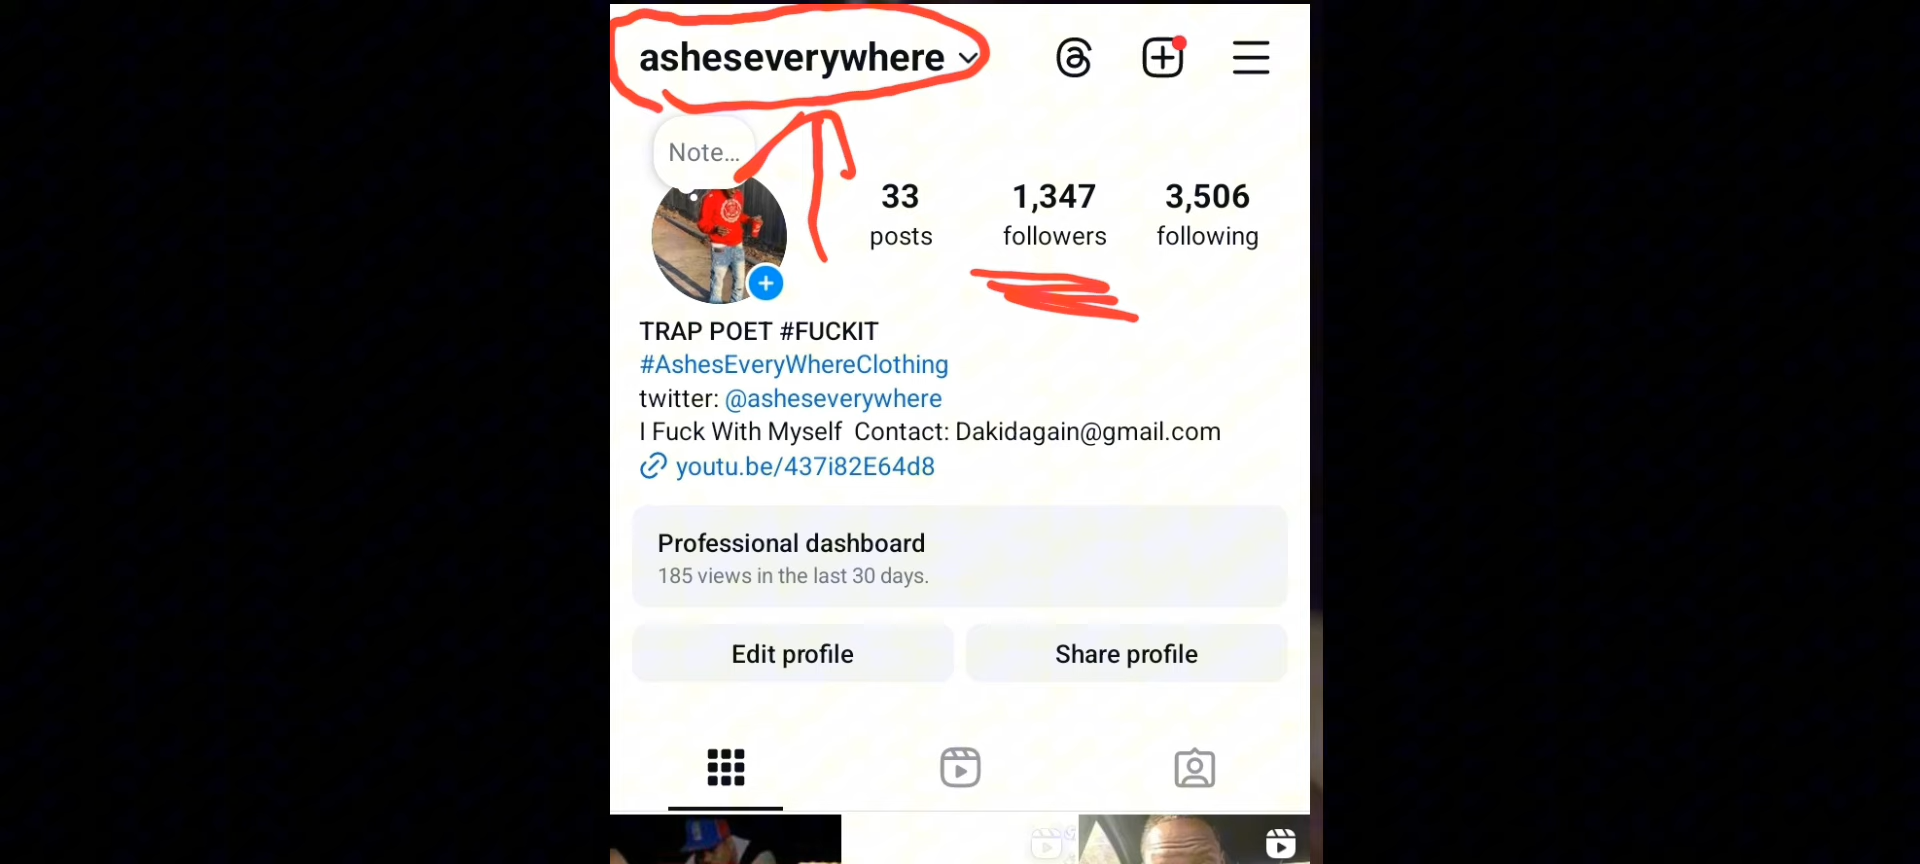 asheseverywhere
Note...
33 1,347 3,506
posts followers following
TRAP POET #FUCKIT
#AshesEveryWhereClothing
twitter: @asheseverywhere
I Fuck With Myself  Contact: Dakidagain@gmail.com
youtu.be/437i82E64d8
Professional dashboard
185 views in the last 30 days.
Edit profile Share profile